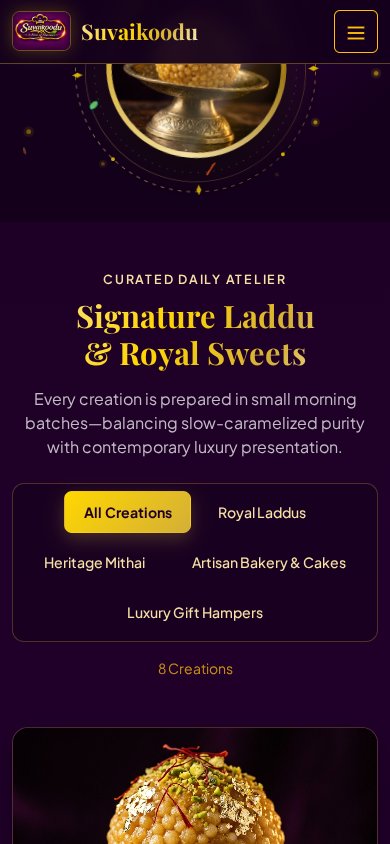 Suvaikoodu
Suvaikoodu
CURATED DAILY ATELIER
Signature Laddu
& Royal Sweets
Every creation is prepared in small morning
batches—balancing slow-caramelized purity
with contemporary luxury presentation.
All Creations
Royal Laddus
Heritage Mithai
Artisan Bakery & Cakes
Luxury Gift Hampers
8 Creations